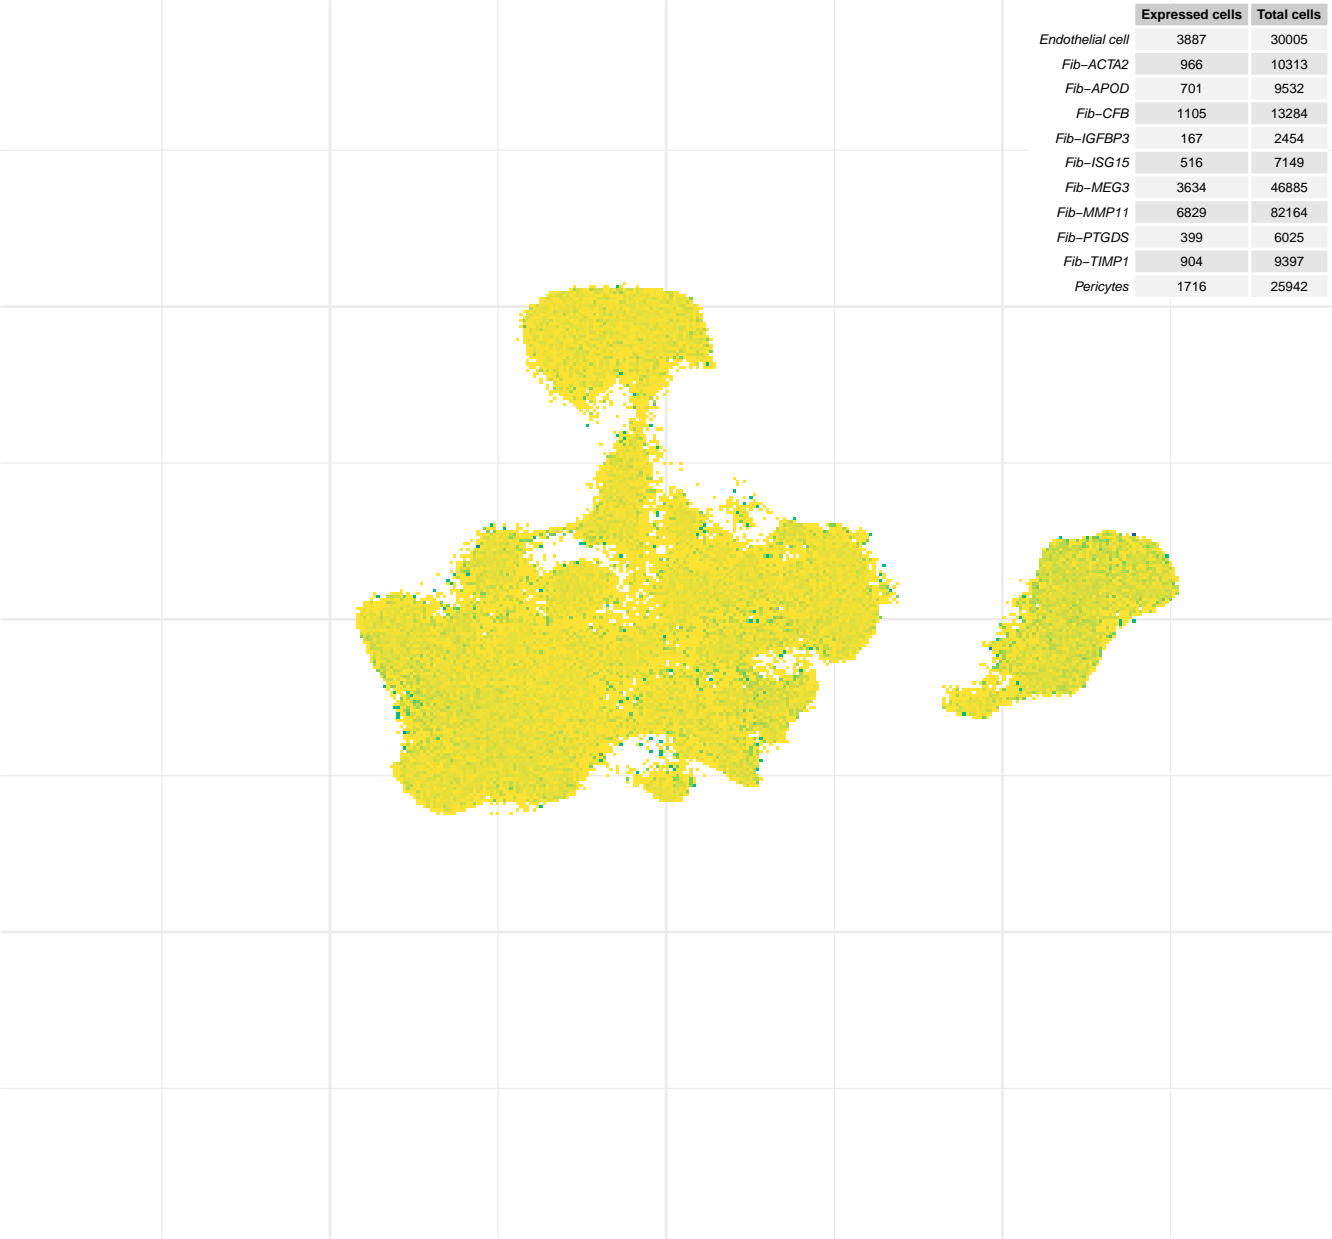 Expressed cells Total cells
Endothelial cell 3887 30005
Fib−ACTA2 966 10313
Fib−APOD 701 9532
Fib−CFB 1105 13284
Fib−IGFBP3 167 2454
Fib−ISG15 516 7149
Fib−MEG3 3634 46885
Fib−MMP11 6829 82164
Fib−PTGDS 399 6025
Fib−TIMP1 904 9397
Pericytes 1716 25942